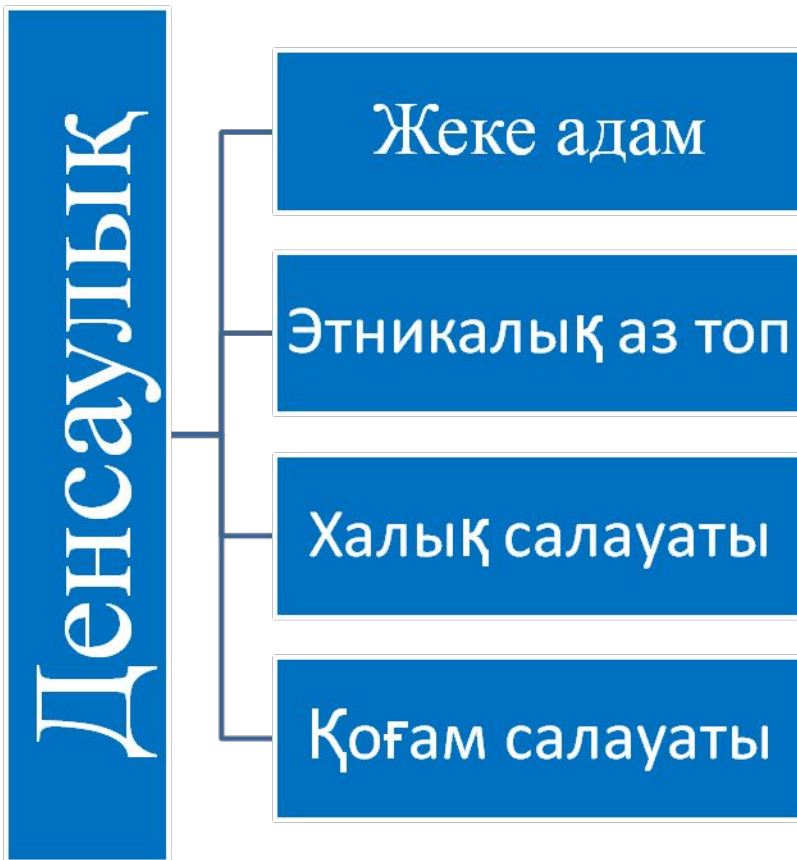 Денсаулық
Жеке адам
Этникалық аз топ
Халық салауаты
Қоғам салауаты